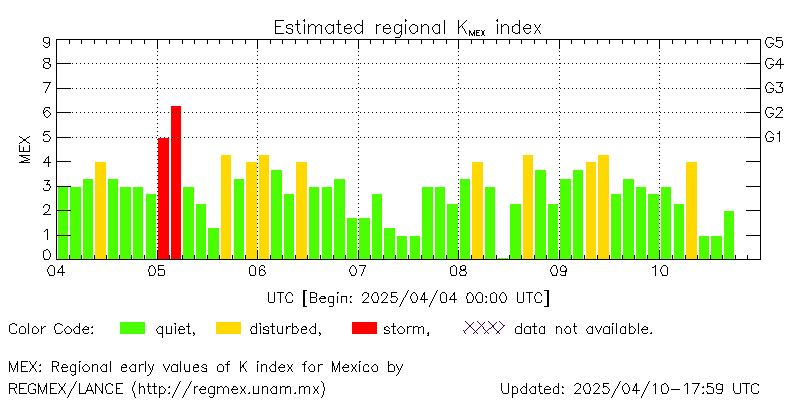 Estimated regional K_MEX index
9 G5
8 G4
7 G3
6 G2
5 G1
4
3
2
1
0
MEX
04 05 06 07 08 09 10
UTC [Begin: 2025/04/04 00:00 UTC]
Color Code: quiet, disturbed, storm, data not available.
MEX: Regional early values of K index for Mexico by
REGMEX/LANCE (http://regmex.unam.mx) Updated: 2025/04/10-17:59 UTC